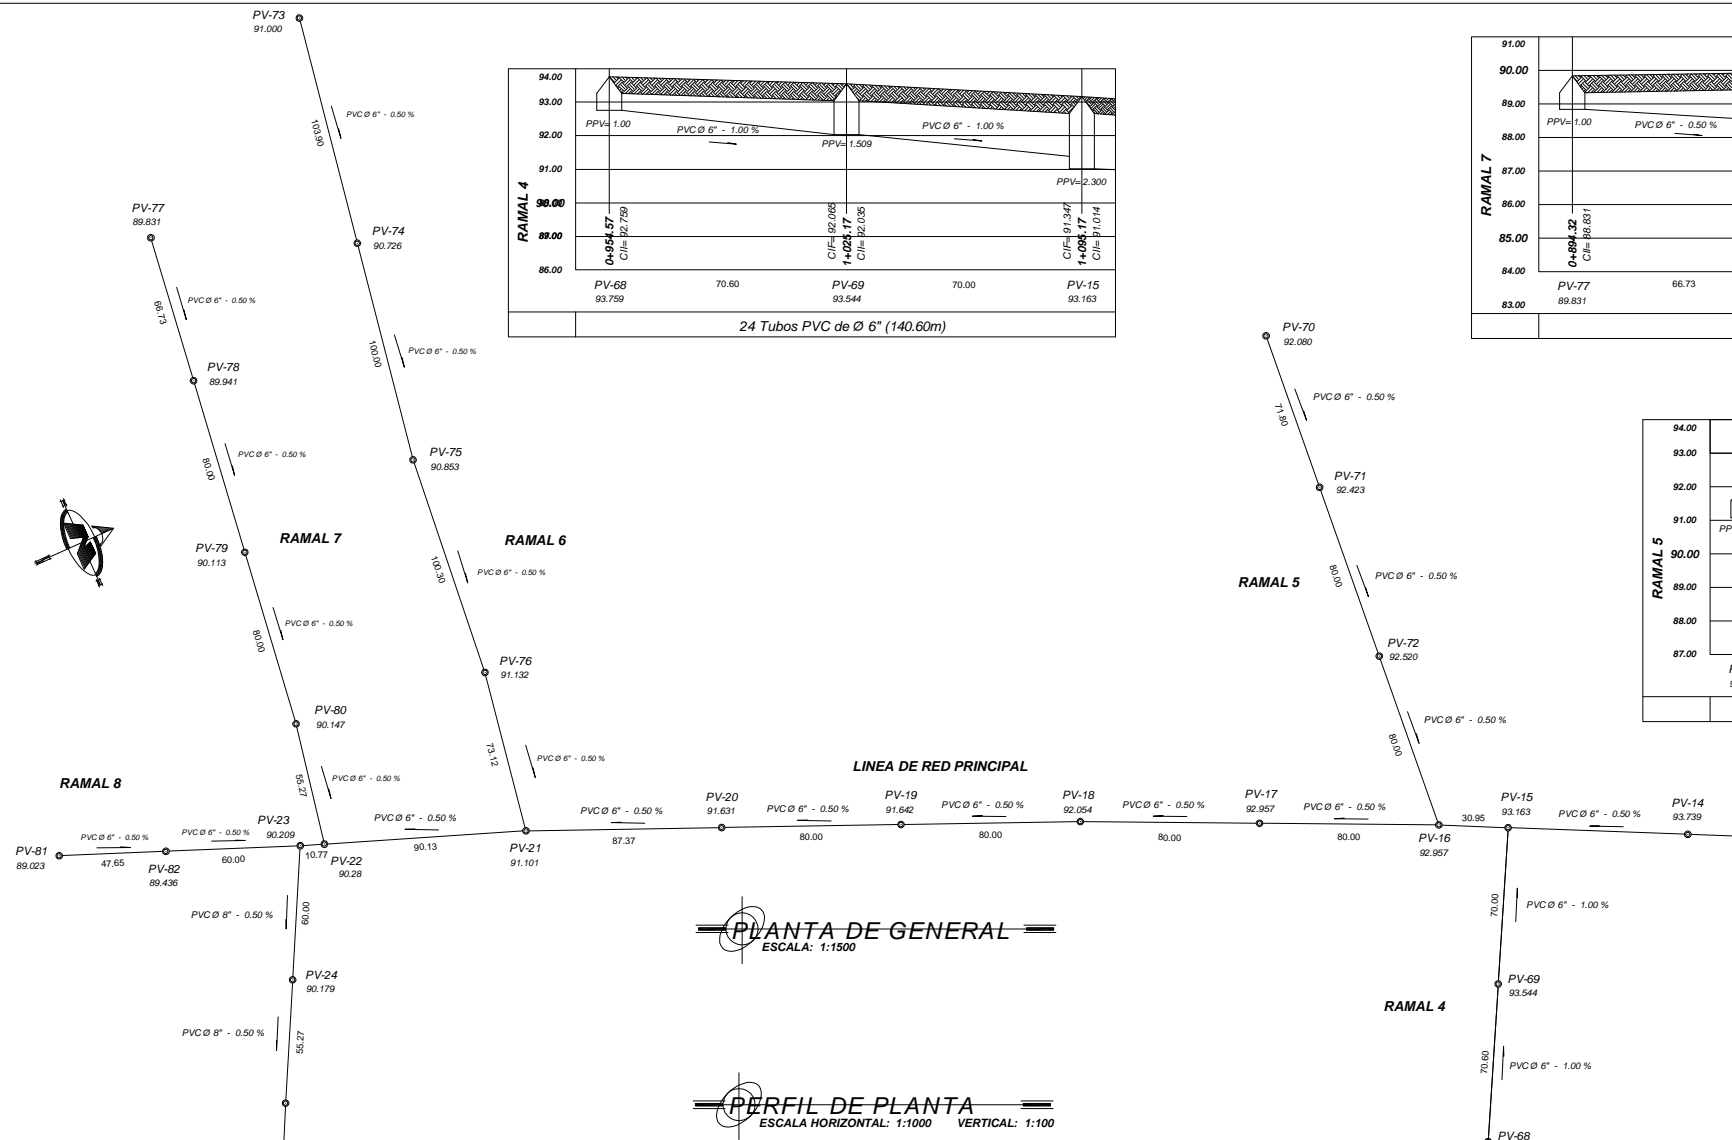 PV-73
91.000
PVC Ø 6" - 0.50 %
103.90
PV-74
90.726
PVC Ø 6" - 0.50 %
100.00
PV-75
90.853
PVC Ø 6" - 0.50 %
100.30
RAMAL 6
PV-76
91.132
PVC Ø 6" - 0.50 %
73.12
PV-77
89.831
PVC Ø 6" - 0.50 %
66.73
PV-78
89.941
PVC Ø 6" - 0.50 %
80.00
PV-79
90.113
RAMAL 7
PVC Ø 6" - 0.50 %
80.00
PV-80
90.147
PVC Ø 6" - 0.50 %
55.27
RAMAL 4
94.00
93.00
92.00
91.00
90.00
89.00
86.00
PPV= 1.00
PVC Ø 6" - 1.00 %
PPV= 1.509
PVC Ø 6" - 1.00 %
PPV= 2.300
0+954.57
CII= 92.759
CIF= 92.065
1+025.17
CII= 92.035
CIF= 91.347
1+095.17
CII= 91.014
PV-68
93.759
70.60
PV-69
93.544
70.00
PV-15
93.163
24 Tubos PVC de Ø 6" (140.60m)
RAMAL 7
91.00
90.00
89.00
88.00
87.00
86.00
85.00
84.00
83.00
PPV= 1.00
PVC Ø 6" - 0.50 %
0+894.32
CII= 88.831
PV-77
89.831
66.73
PV-70
92.080
PVC Ø 6" - 0.50 %
71.80
PV-71
92.423
PVC Ø 6" - 0.50 %
80.00
RAMAL 5
PV-72
92.520
PVC Ø 6" - 0.50 %
80.00
RAMAL 5
94.00
93.00
92.00
91.00
90.00
89.00
88.00
87.00
RAMAL 8
PV-81
89.023
PVC Ø 6" - 0.50 %
47.65
PV-82
89.436
PVC Ø 6" - 0.50 %
60.00
PV-23
90.209
10.77
PV-22
90.28
PVC Ø 6" - 0.50 %
90.13
PV-21
91.101
PVC Ø 6" - 0.50 %
87.37
PV-20
91.631
PVC Ø 6" - 0.50 %
80.00
LINEA DE RED PRINCIPAL
PV-19
91.642
PVC Ø 6" - 0.50 %
80.00
PV-18
92.054
PVC Ø 6" - 0.50 %
80.00
PV-17
92.957
PVC Ø 6" - 0.50 %
80.00
PV-16
92.957
30.95
PV-15
93.163
PVC Ø 6" - 0.50 %
PV-14
93.739
PVC Ø 8" - 0.50 %
60.00
PV-24
90.179
PVC Ø 8" - 0.50 %
55.27
70.00
PVC Ø 6" - 1.00 %
PV-69
93.544
RAMAL 4
70.60
PVC Ø 6" - 1.00 %
PV-68
PLANTA DE GENERAL
ESCALA: 1:1500
PERFIL DE PLANTA
ESCALA HORIZONTAL: 1:1000 VERTICAL: 1:100